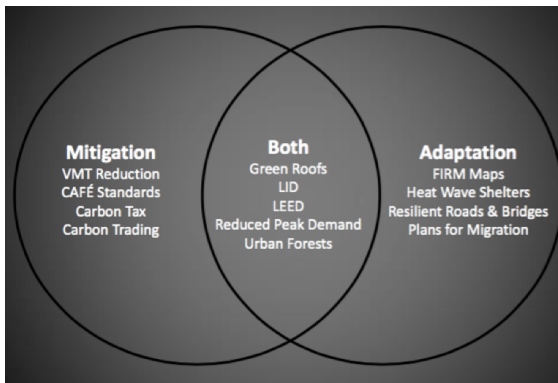 Mitigation
VMT Reduction
CAFÉ Standards
Carbon Tax
Carbon Trading
Both
Green Roofs
LID
LEED
Reduced Peak Demand
Urban Forests
Adaptation
FIRM Maps
Heat Wave Shelters
Resilient Roads & Bridges
Plans for Migration